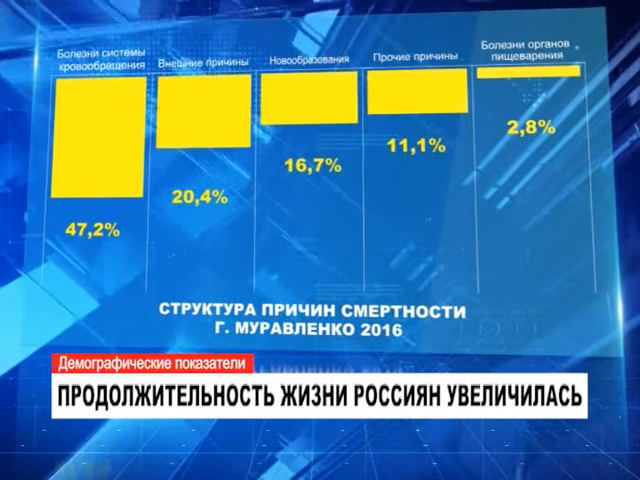 Болезни системы
кровообращения
Внешние причины
Новообразования
Прочие причины
Болезни органов
пищеварения
47,2%
20,4%
16,7%
11,1%
2,8%
СТРУКТУРА ПРИЧИН СМЕРТНОСТИ
Г. МУРАВЛЕНКО 2016
Демографические показатели
ПРОДОЛЖИТЕЛЬНОСТЬ ЖИЗНИ РОССИЯН УВЕЛИЧИЛАСЬ